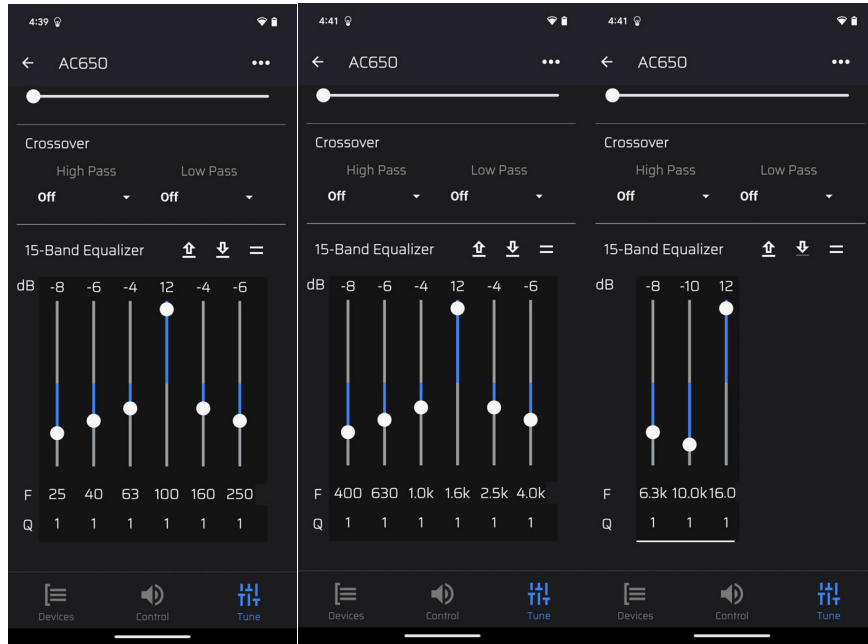 4:39
AC650
Crossover
High Pass Low Pass
Off Off
15-Band Equalizer
dB -8 -6 -4 12 -4 -6
F 25 40 63 100 160 250
Q 1 1 1 1 1 1
Devices Control Tune
4:41
AC650
Crossover
High Pass Low Pass
Off Off
15-Band Equalizer
dB -8 -6 -4 12 -4 -6
F 400 630 1.0k 1.6k 2.5k 4.0k
Q 1 1 1 1 1 1
Devices Control Tune
4:41
AC650
Crossover
High Pass Low Pass
Off Off
15-Band Equalizer
dB -8 -10 12
F 6.3k 10.0k 16.0
Q 1 1 1
Devices Control Tune